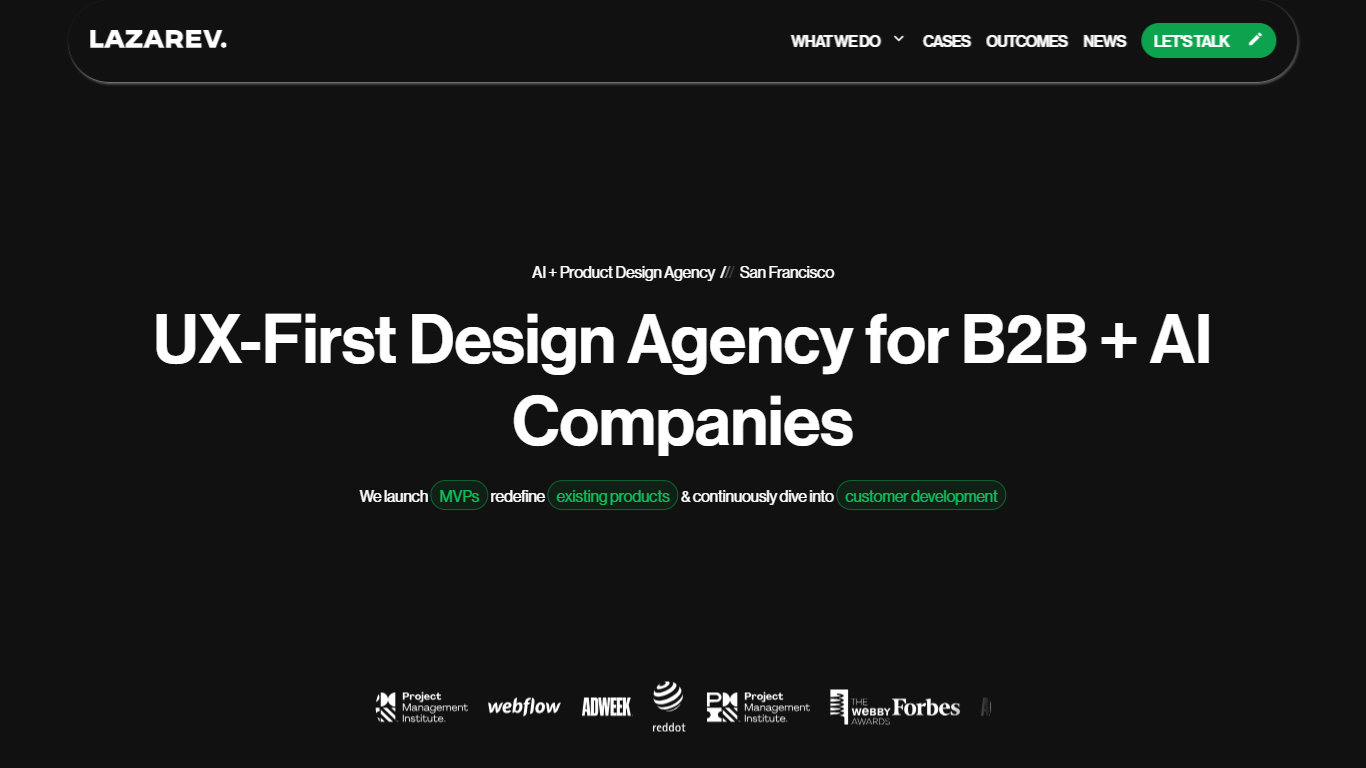 LAZAREV.
WHAT WE DO CASES OUTCOMES NEWS LET'S TALK
AI + Product Design Agency /// San Francisco
UX-First Design Agency for B2B + AI
Companies
We launch MVPs redefine existing products & continuously dive into customer development
Project
Management
Institute.
webflow
ADWEEK
reddot
Project
Management
Institute.
THE
WEBBY
AWARDS
Forbes